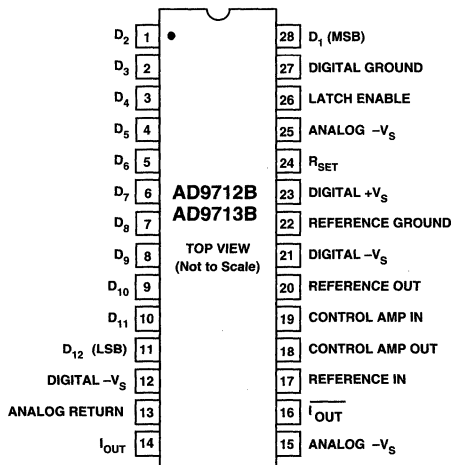 D2 1 28 D1 (MSB)
D3 2 27 DIGITAL GROUND
D4 3 26 LATCH ENABLE
D5 4 25 ANALOG –VS
D6 5 24 RSET
D7 6 AD9712B 23 DIGITAL +VS
D8 7 AD9713B 22 REFERENCE GROUND
D9 8 TOP VIEW 21 DIGITAL –VS
(Not to Scale)
D10 9 20 REFERENCE OUT
D11 10 19 CONTROL AMP IN
D12 (LSB) 11 18 CONTROL AMP OUT
DIGITAL –VS 12 17 REFERENCE IN
ANALOG RETURN 13 16 IOUT
IOUT 14 15 ANALOG –VS